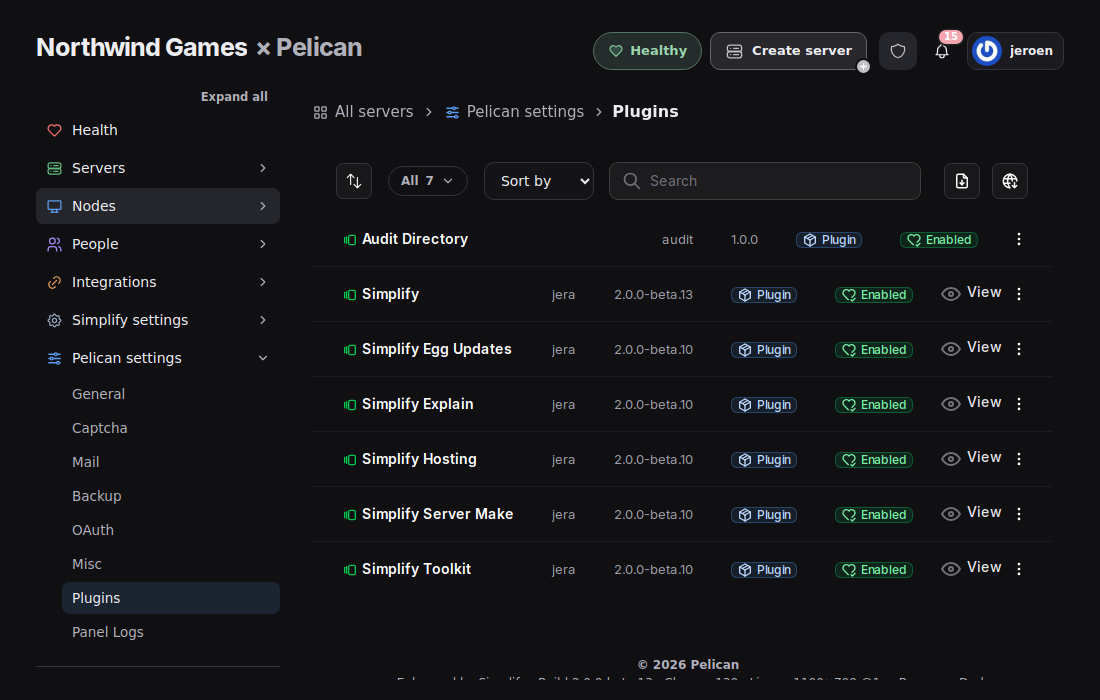 Northwind Games × Pelican
Healthy
Create server
15
jeroen
Expand all
Health
Servers
Nodes
People
Integrations
Simplify settings
Pelican settings
General
Captcha
Mail
Backup
OAuth
Misc
Plugins
Panel Logs
All servers > Pelican settings > Plugins
All 7
Sort by
Search
Audit Directory audit 1.0.0 Plugin Enabled
Simplify jera 2.0.0-beta.13 Plugin Enabled View
Simplify Egg Updates jera 2.0.0-beta.10 Plugin Enabled View
Simplify Explain jera 2.0.0-beta.10 Plugin Enabled View
Simplify Hosting jera 2.0.0-beta.10 Plugin Enabled View
Simplify Server Make jera 2.0.0-beta.10 Plugin Enabled View
Simplify Toolkit jera 2.0.0-beta.10 Plugin Enabled View
© 2026 Pelican